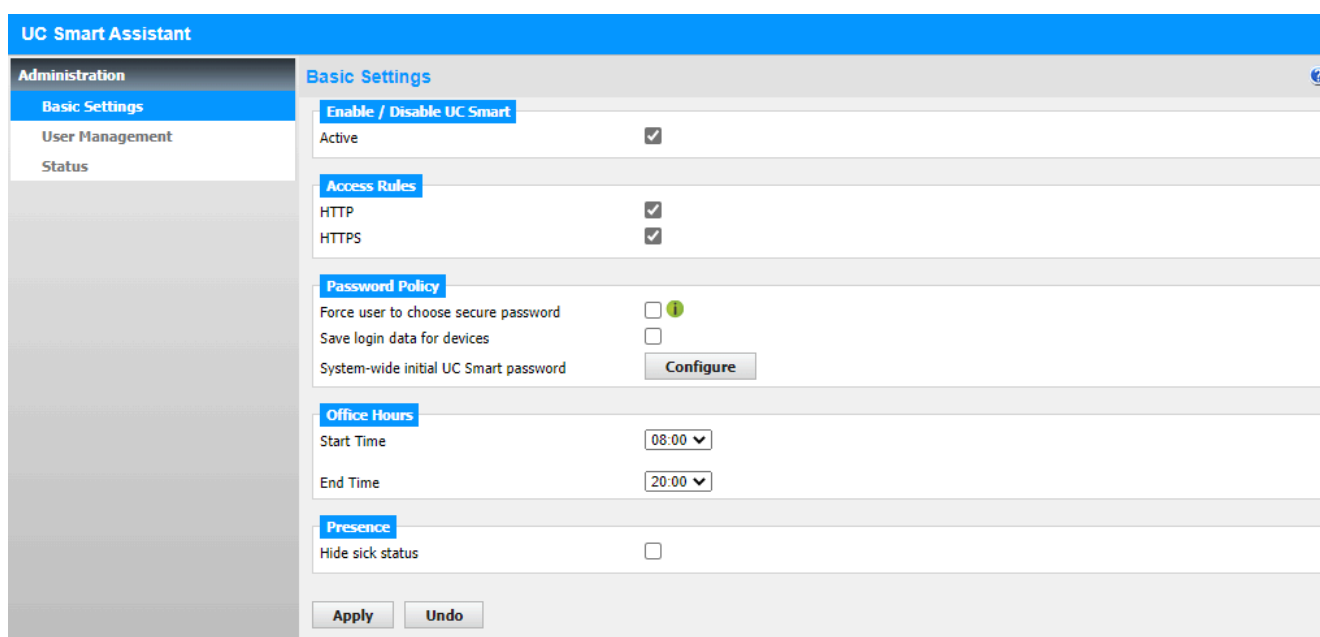 UC Smart Assistant
Administration
Basic Settings
User Management
Status
Basic Settings
Enable / Disable UC Smart
Active
Access Rules
HTTP
HTTPS
Password Policy
Force user to choose secure password
Save login data for devices
System-wide initial UC Smart password Configure
Office Hours
Start Time 08:00
End Time 20:00
Presence
Hide sick status
Apply Undo